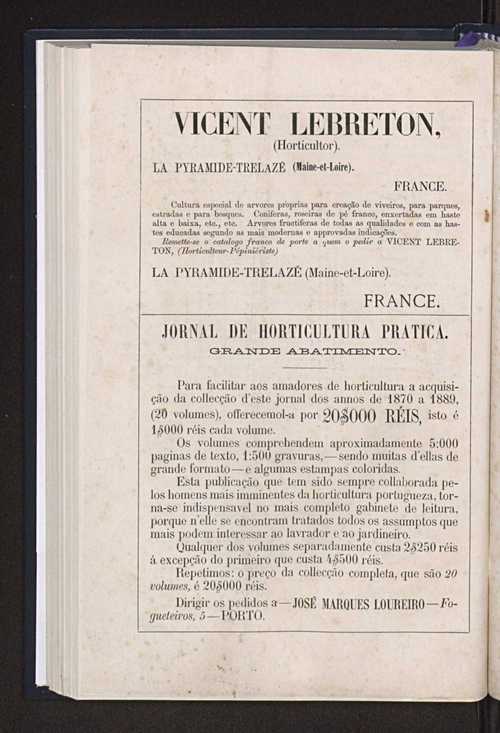 VICENT LEBRETON,
(Horticultor).
LA PYRAMIDE-TRELAZÉ (Maine-et-Loire).
FRANCE.
Cultura especial de arvores proprias para creação de viveiros, para parques,
estradas e para bosques. Coniferas, roseiras de pé franco, enxertadas em haste
alta e baixa, etc., etc. Arvores fructiferas de todas as qualidades e com as has-
tes educadas segundo as mais modernas e approvadas indicações.
Remette-se o catalogo franco de porte a quem o pedir a VICENT LEBRE-
TON, (Horticulteur-Pépiniériste)
LA PYRAMIDE-TRELAZÉ (Maine-et-Loire).
FRANCE.
JORNAL DE HORTICULTURA PRATICA.
GRANDE ABATIMENTO.
Para facilitar aos amadores de horticultura a acquisi-
ção da collecção d'este jornal dos annos de 1870 a 1889,
(20 volumes), offerecemol-a por 20$000 RÉIS, isto é
1$000 réis cada volume.
Os volumes comprehendem aproximadamente 5:000
paginas de texto, 1:500 gravuras,—sendo muitas d'ellas de
grande formato—e algumas estampas coloridas.
Esta publicação que tem sido sempre collaborada pe-
los homens mais imminentes da horticultura portugueza, tor-
na-se indispensavel no mais completo gabinete de leitura,
porque n'elle se encontram tratados todos os assumptos que
mais podem interessar ao lavrador e ao jardineiro.
Qualquer dos volumes separadamente custa 2$250 réis
á excepção do primeiro que custa 4$500 réis.
Repetimos: o preço da collecção completa, que são 20
volumes, é 20$000 réis.
Dirigir os pedidos a—JOSÉ MARQUES LOUREIRO—Fo-
gueteiros, 5—PORTO.